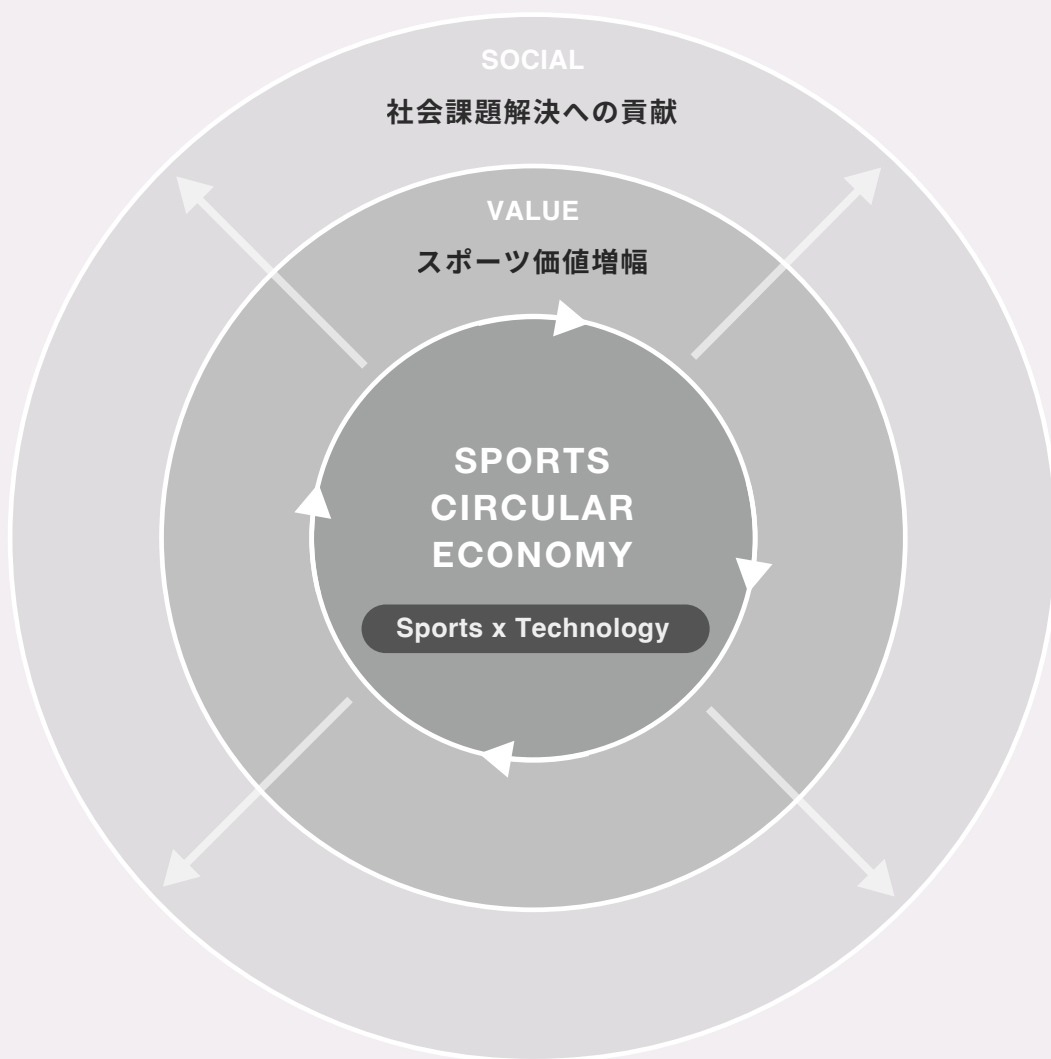 SOCIAL
社会課題解決への貢献
VALUE
スポーツ価値増幅
SPORTS
CIRCULAR
ECONOMY
Sports x Technology